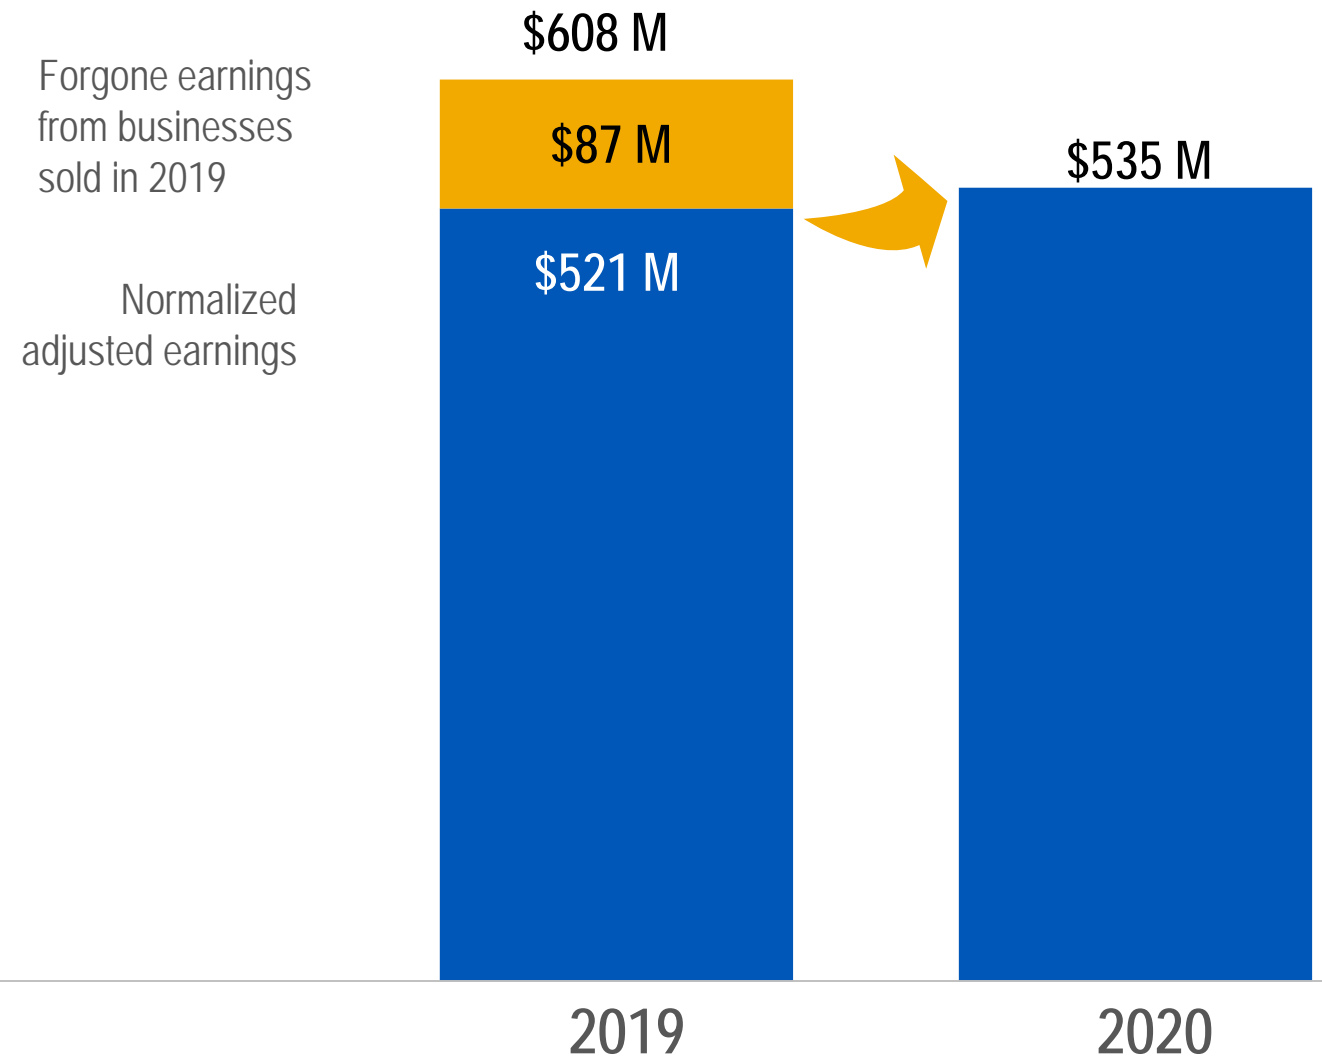 $608 M
Forgone earnings
from businesses
sold in 2019
$87 M
$535 M
$521 M
Normalized
adjusted earnings
2019
2020